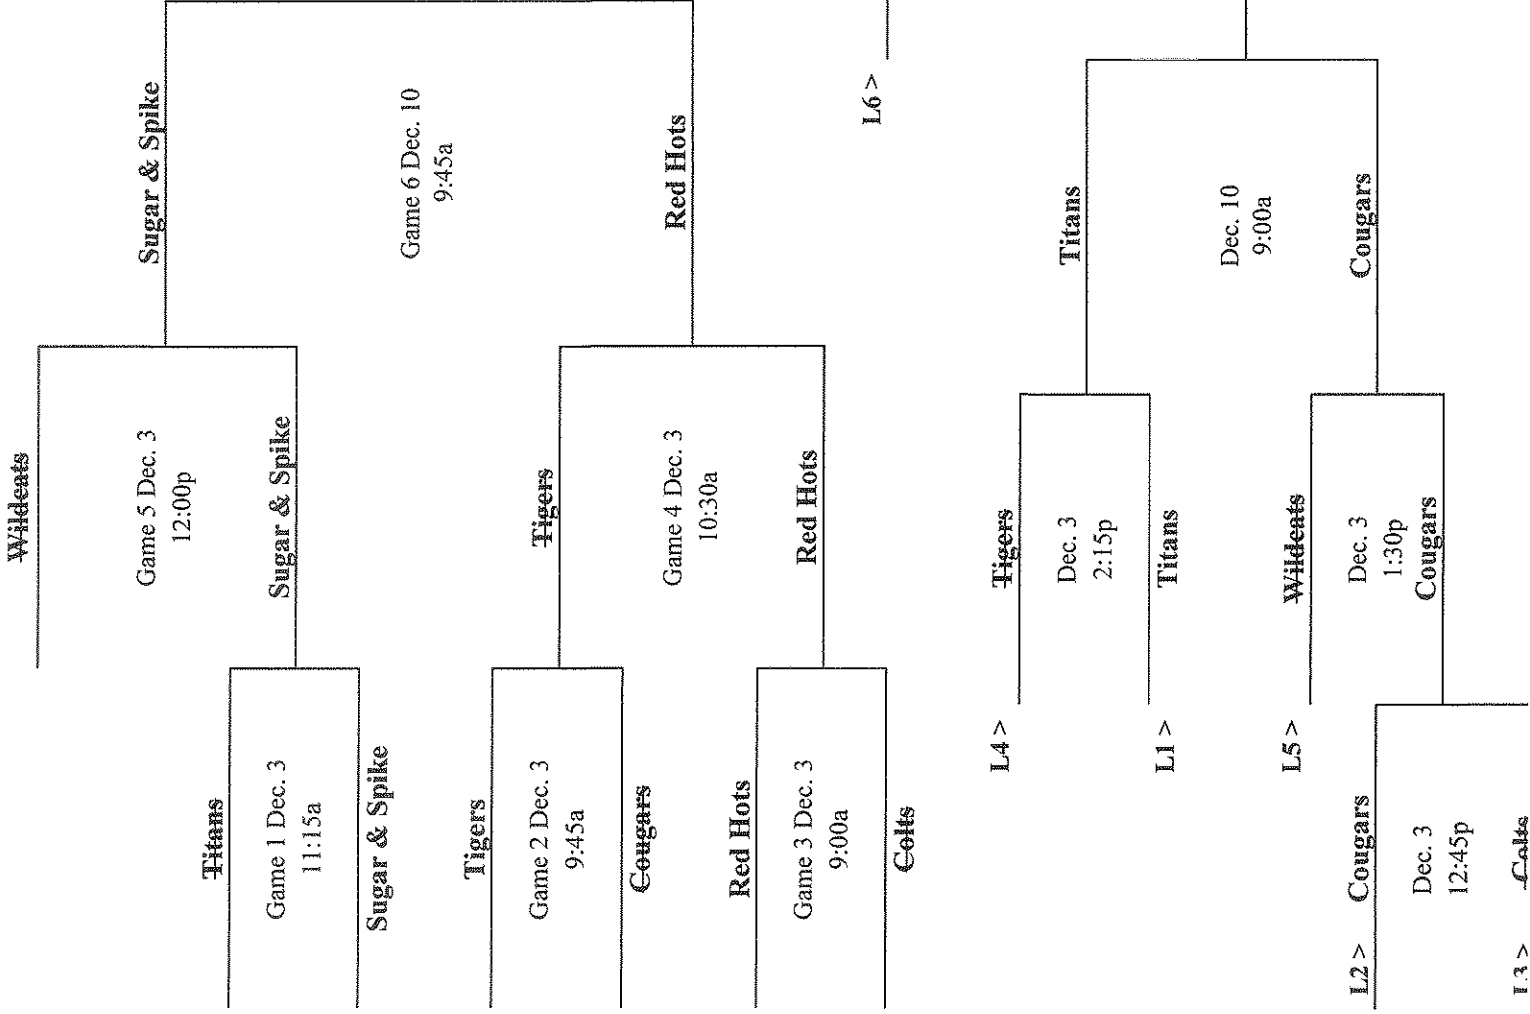 Wildcats
Game 5 Dec. 3
12:00p
Sugar & Spike
Sugar & Spike
Game 6 Dec. 10
9:45a
Red Hots
Titans
Game 1 Dec. 3
11:15a
Sugar & Spike
Tigers
Game 4 Dec. 3
10:30a
Red Hots
Tigers
Game 2 Dec. 3
9:45a
Cougars
Red Hots
Game 3 Dec. 3
9:00a
Colts
L6 >
L4 > Tigers
Dec. 3
2:15p
L1 > Titans
Titans
Dec. 10
9:00a
Cougars
L5 > Wildcats
Dec. 3
1:30p
Cougars
L2 > Cougars
Dec. 3
12:45p
L3 > Colts